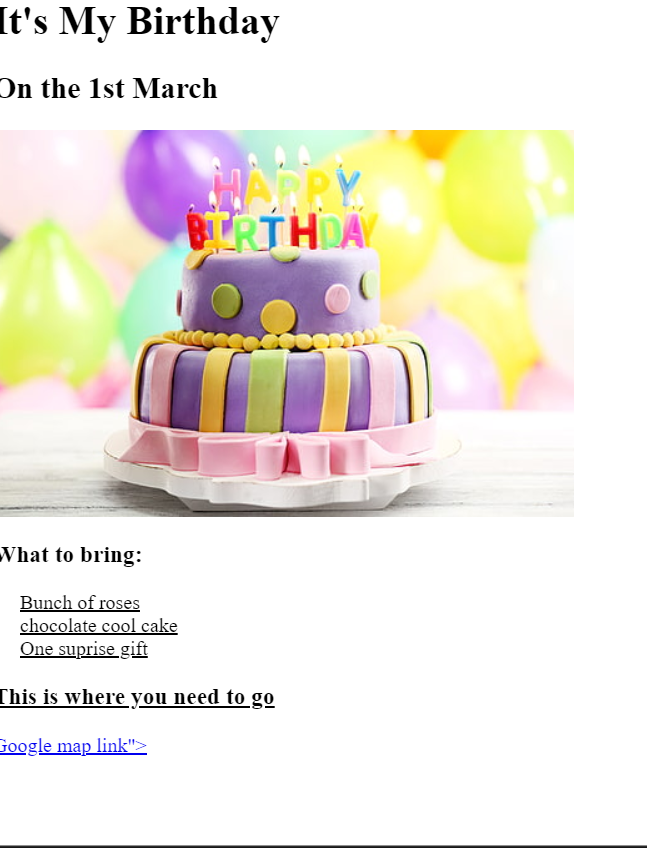 It's My Birthday
On the 1st March
HAPPY
BIRTHDAY
What to bring:
Bunch of roses
chocolate cool cake
One suprise gift
This is where you need to go
Google map link">